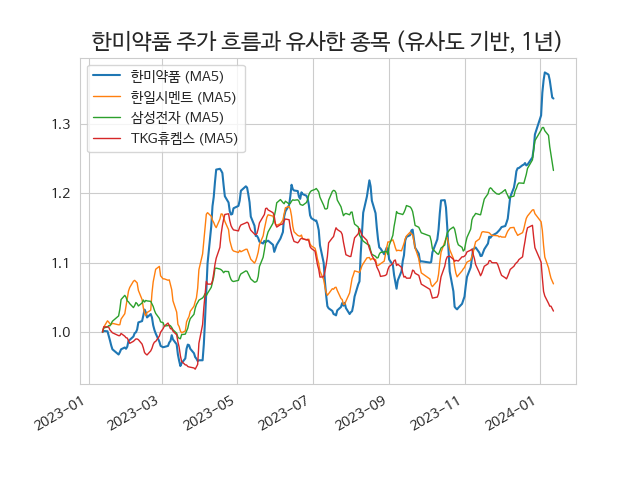 한미약품 주가 흐름과 유사한 종목 (유사도 기반, 1년)
한미약품 (MA5)
한일시멘트 (MA5)
삼성전자 (MA5)
TKG휴켐스 (MA5)
1.3
1.2
1.1
1.0
2023-01
2023-03
2023-05
2023-07
2023-09
2023-11
2024-01